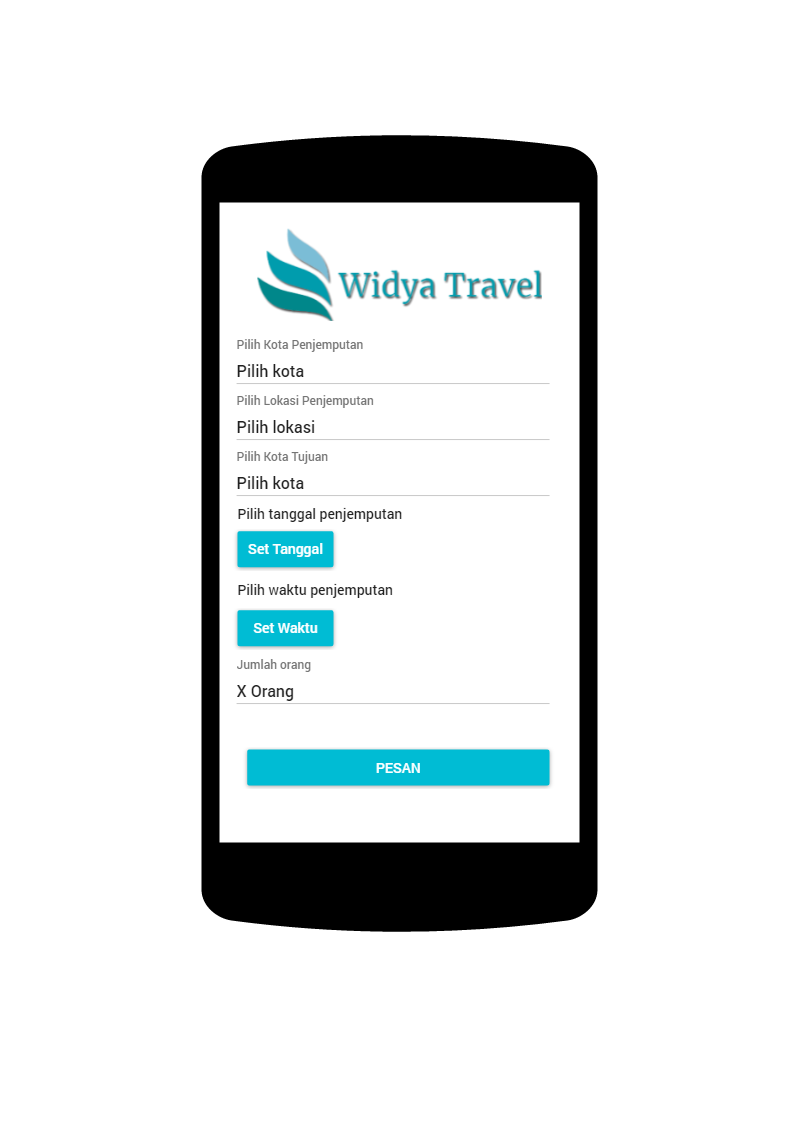 Widya Travel
Pilih Kota Penjemputan
Pilih kota
Pilih Lokasi Penjemputan
Pilih lokasi
Pilih Kota Tujuan
Pilih kota
Pilih tanggal penjemputan
Set Tanggal
Pilih waktu penjemputan
Set Waktu
Jumlah orang
X Orang
PESAN